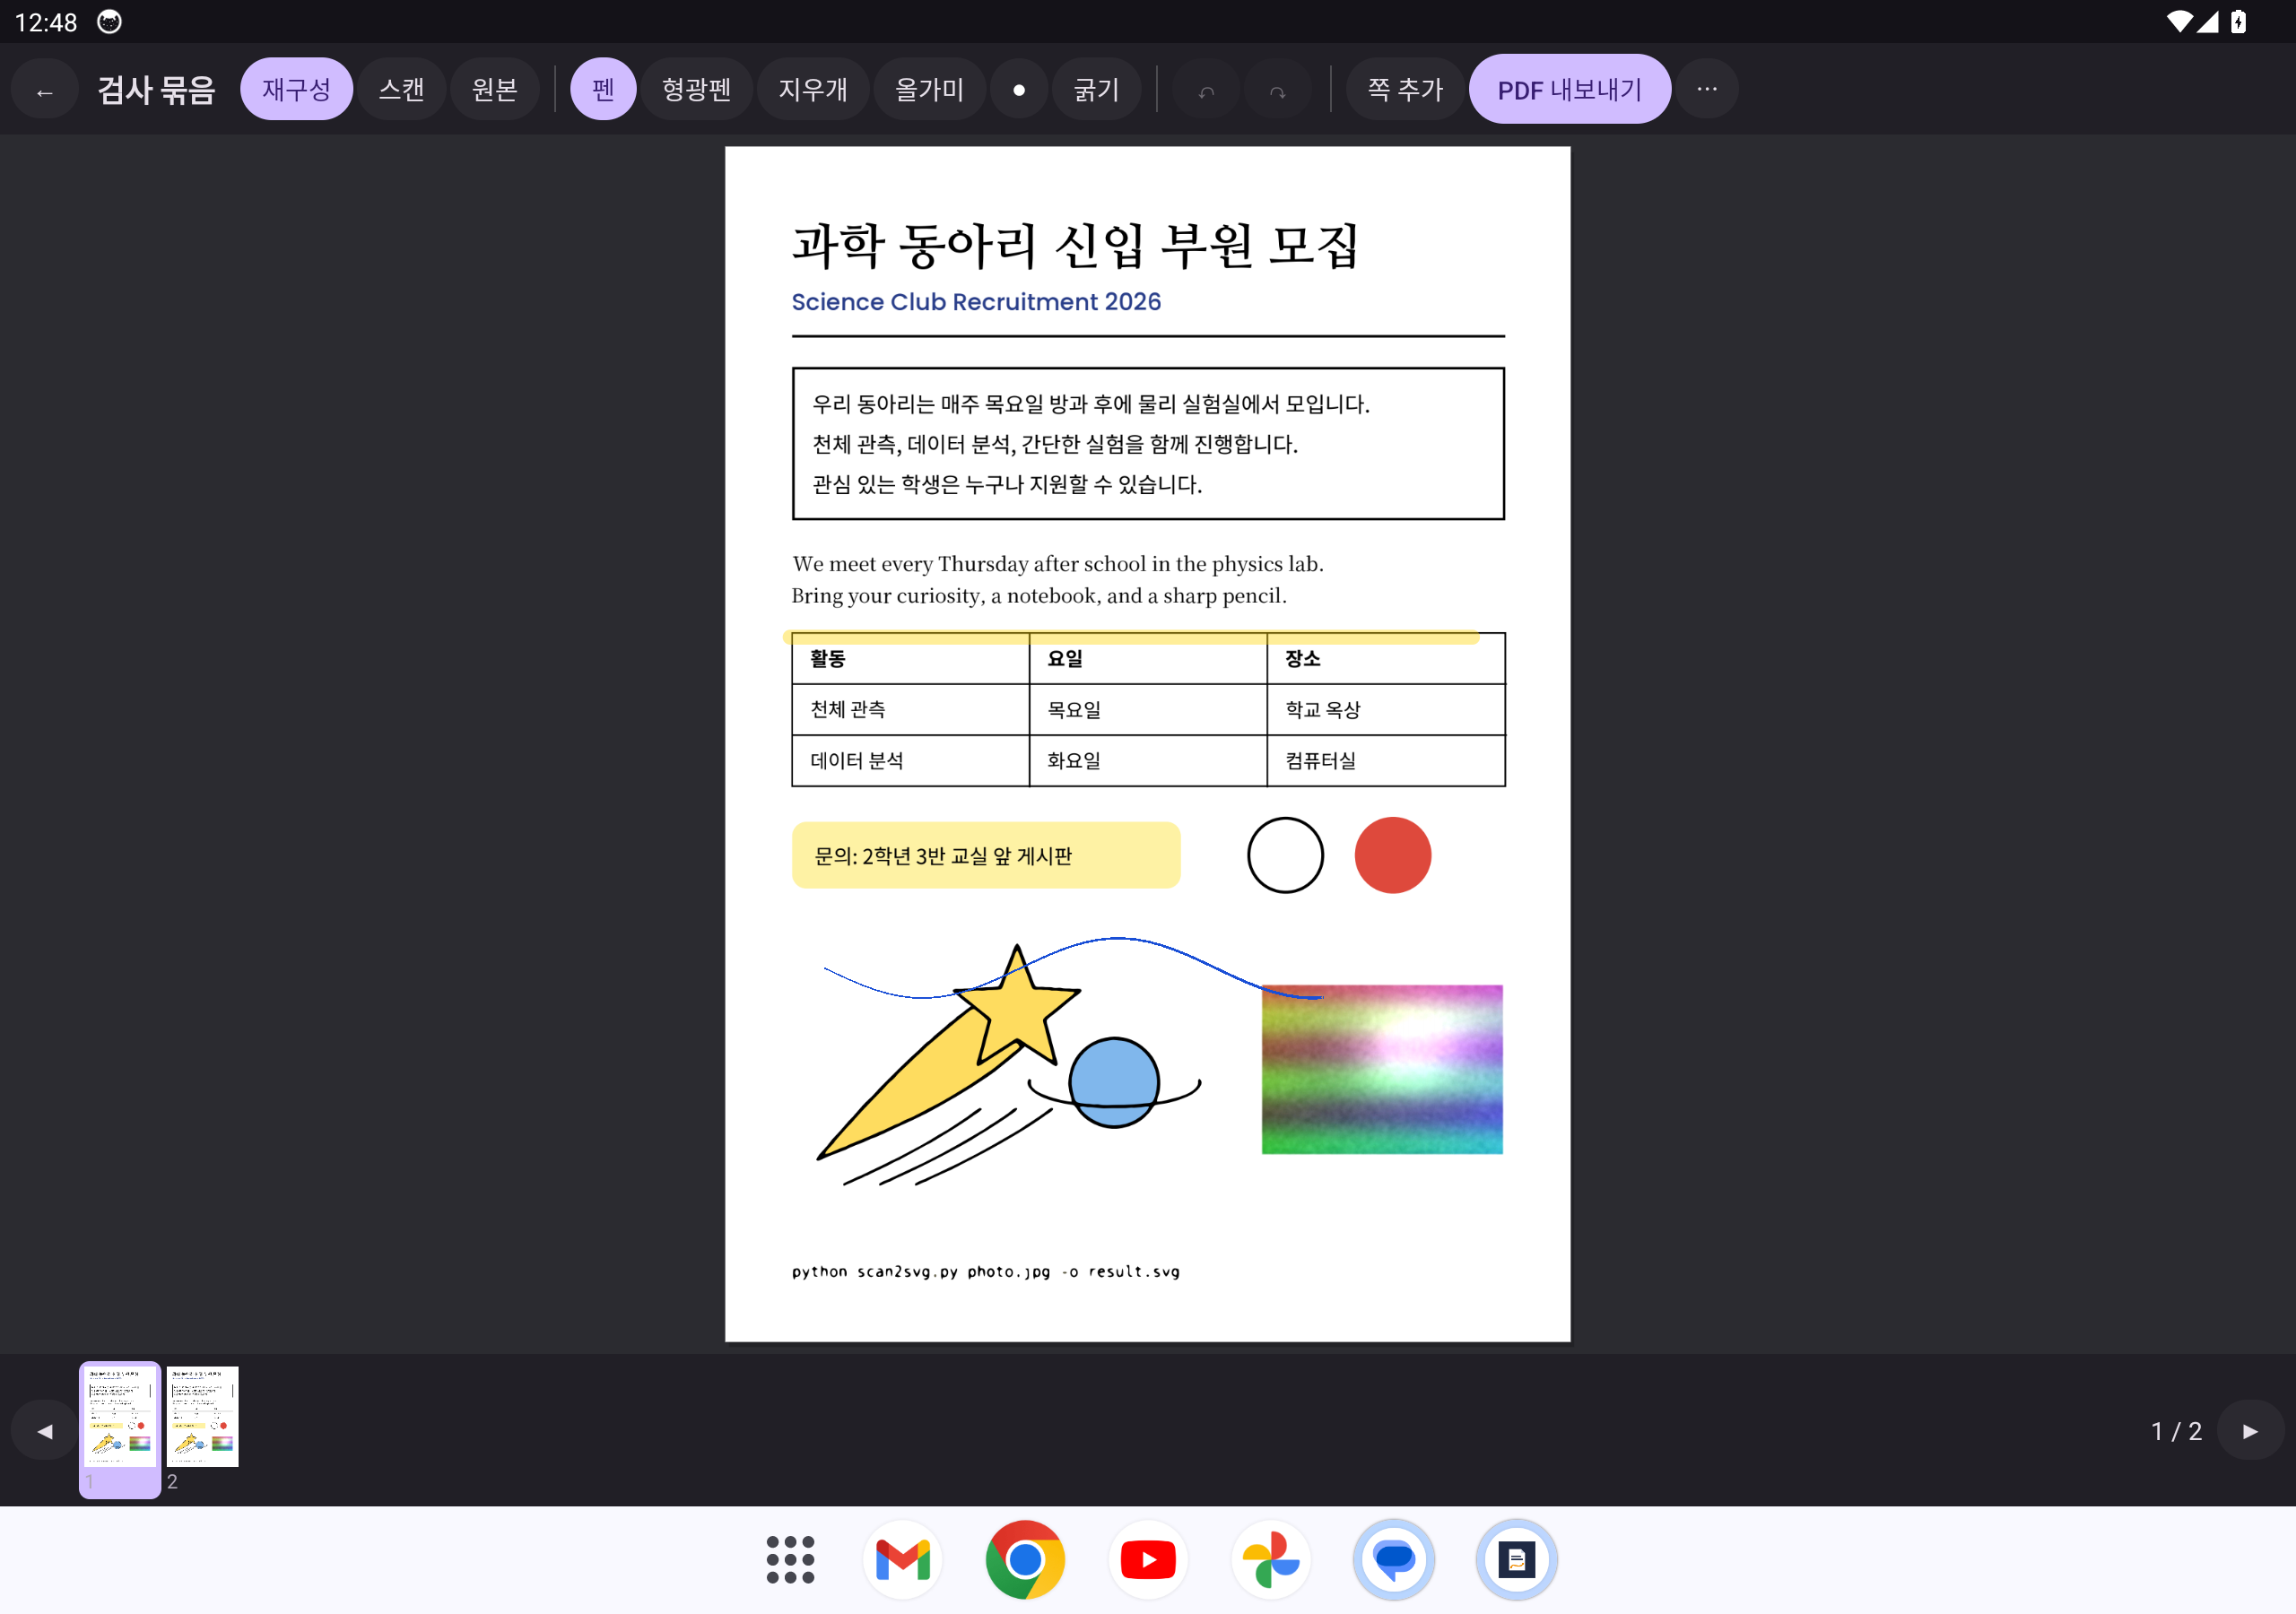 12:48
← 검사 묶음 재구성 스캔 원본 펜 형광펜 지우개 올가미 굵기 쪽 추가 PDF 내보내기 ...
과학 동아리 신입 부원 모집
Science Club Recruitment 2026
우리 동아리는 매주 목요일 방과 후에 물리 실험실에서 모입니다.
천체 관측, 데이터 분석, 간단한 실험을 함께 진행합니다.
관심 있는 학생은 누구나 지원할 수 있습니다.
We meet every Thursday after school in the physics lab.
Bring your curiosity, a notebook, and a sharp pencil.
활동 요일 장소
천체 관측 목요일 학교 옥상
데이터 분석 화요일 컴퓨터실
문의: 2학년 3반 교실 앞 게시판
python scan2svg.py photo.jpg -o result.svg
1 2
1 / 2